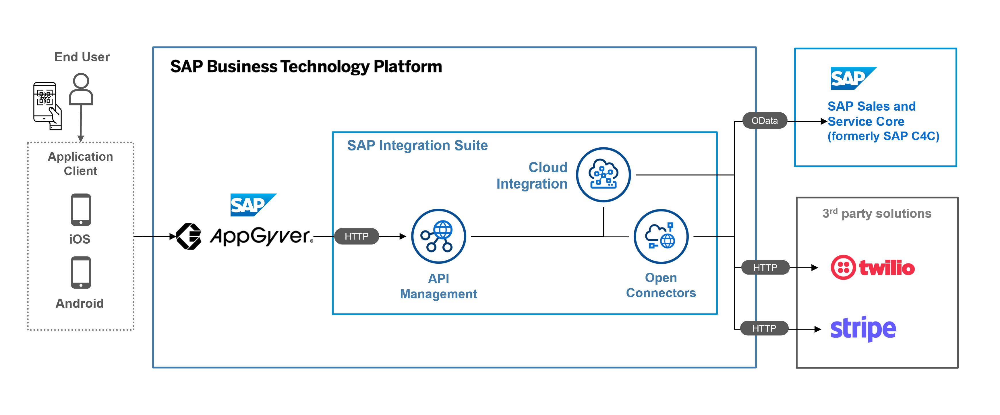 End User
Application
Client
iOS
Android
SAP Business Technology Platform
SAP
AppGyver
HTTP
SAP Integration Suite
Cloud
Integration
API
Management
Open
Connectors
OData
HTTP
HTTP
SAP
SAP Sales and
Service Core
(formerly SAP C4C)
3rd party solutions
twilio
stripe